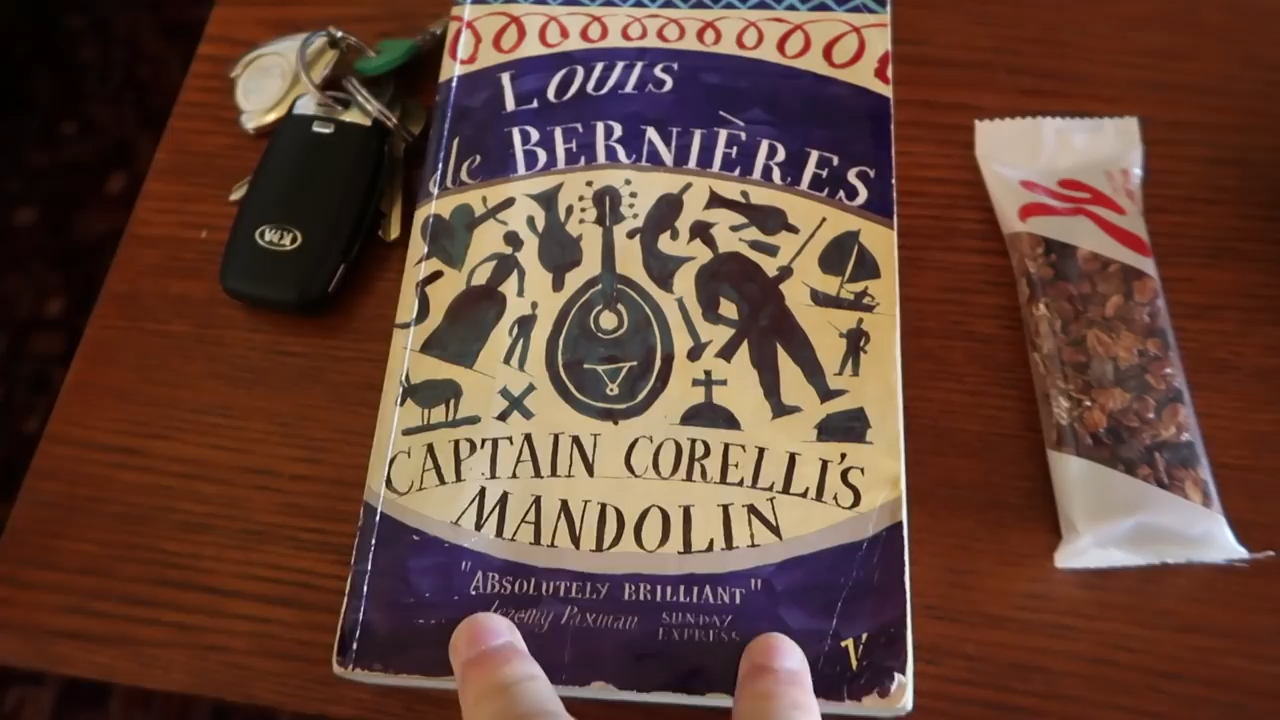 LOUIS
de BERNIÈRES
CAPTAIN CORELLI'S
MANDOLIN
"ABSOLUTELY BRILLIANT"
Jeremy Paxman SUNDAY
EXPRESS
V
KIA
K